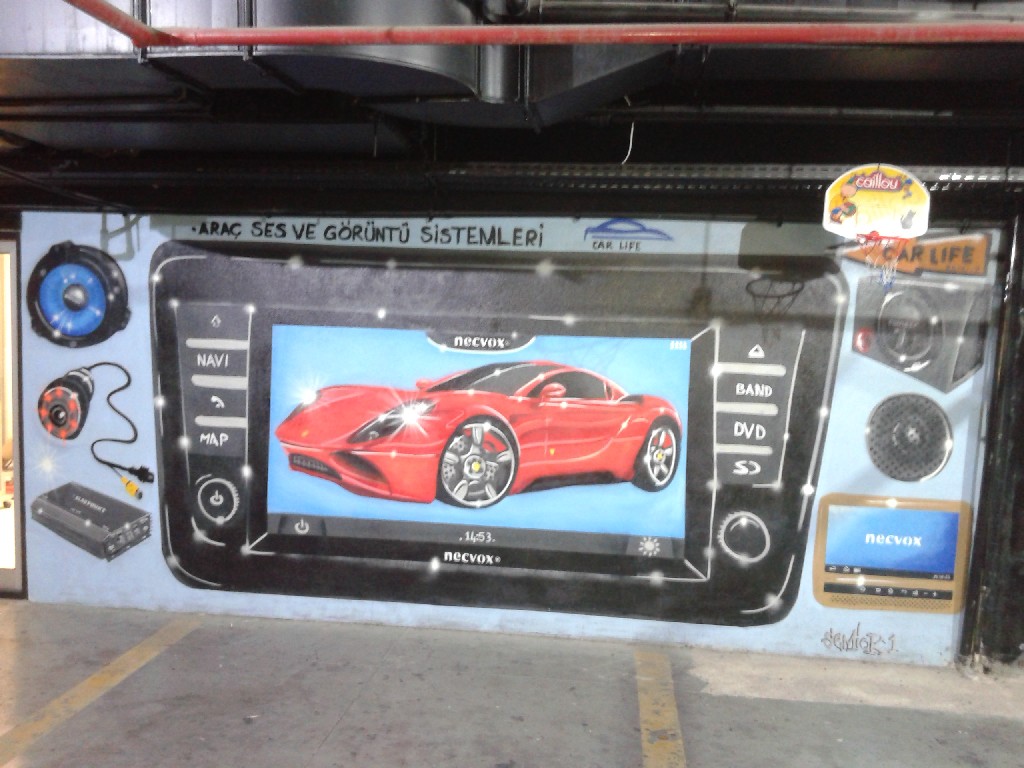 caillou
•ARAÇ SES VE GÖRÜNTÜ SİSTEMLERİ
CAR LIFE
CAR LIFE
necvox
NAVI
MAP
BAND
DVD
SD
14:53
necvox
necvox